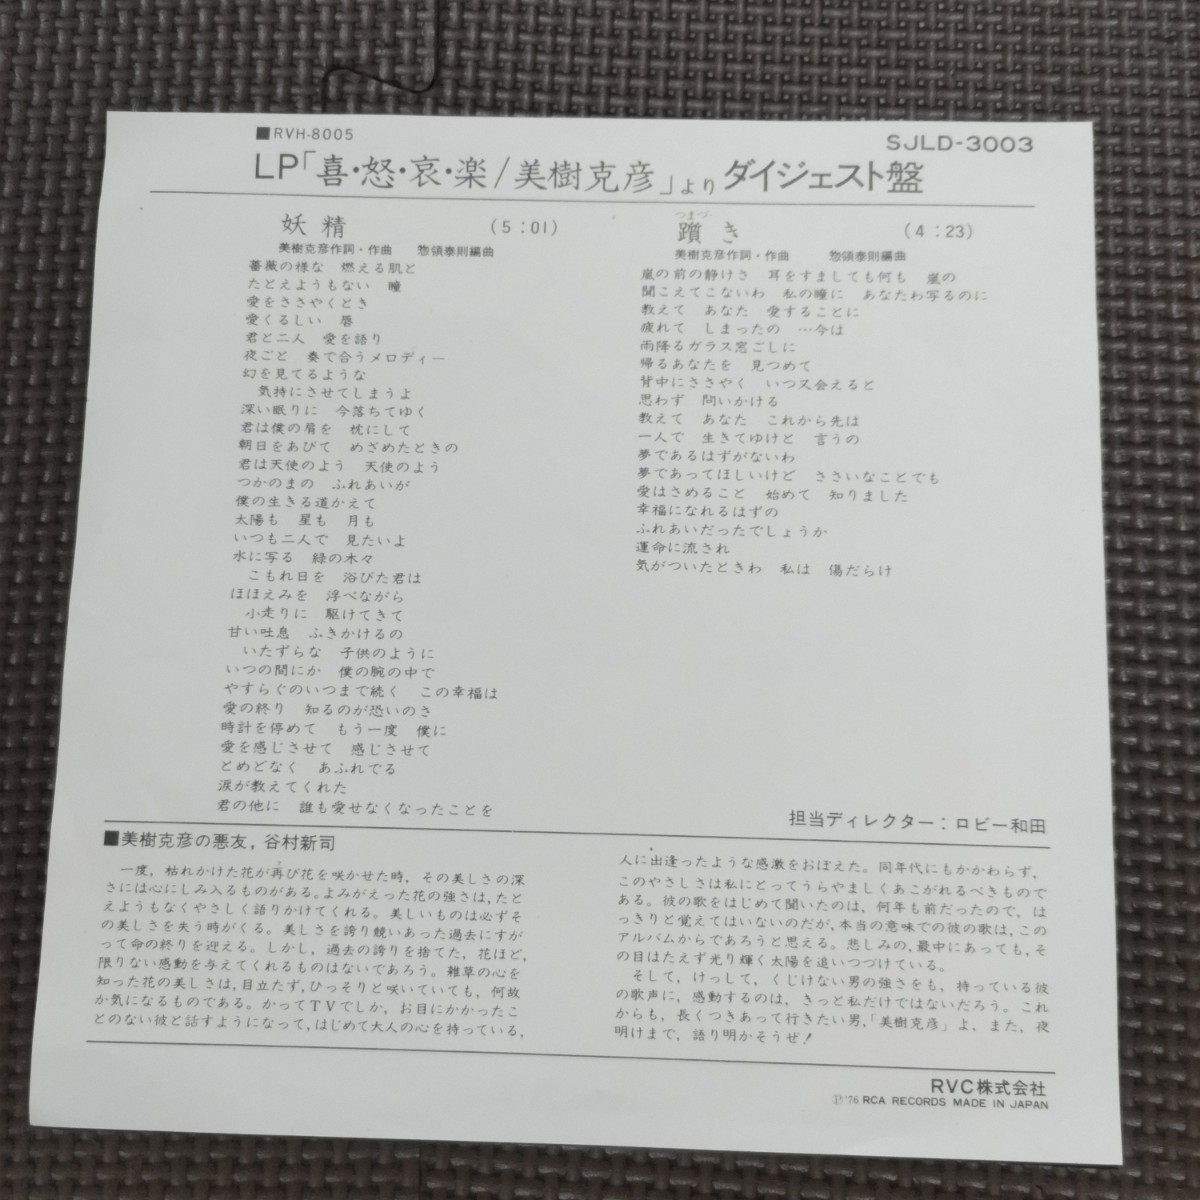 ■RVH-8005
SJLD-3003
LP「喜・怒・哀・楽/美樹克彦」より ダイジェスト盤
妖精 (5:01)
美樹克彦作詞・作曲 惣領泰則編曲
薔薇の様な 燃える肌と
たとえようもない 瞳
愛をささやくとき
愛くるしい 唇
君と二人 愛を語り
夜ごと 奏で合うメロディー
幻を見てるような
気持にさせてしまうよ
深い眠りに 今落ちてゆく
君は僕の肩を 枕にして
朝日をあびて めざめたときの
君は天使のよう 天使のよう
つかのまの ふれあいが
僕の生きる道かえて
太陽も 星も 月も
いつも二人で 見たいよ
水に写る 緑の木々
こもれ日を 浴びた君は
ほほえみを 浮べながら
小走りに 駆けてきて
甘い吐息 ふきかけるの
いたずらな 子供のように
いつの間にか 僕の腕の中で
やすらぐのいつまで続く この幸福は
愛の終り 知るのが恐いのさ
時計を停めて もう一度 僕に
愛を感じさせて 感じさせて
とめどなく あふれでる
涙が教えてくれた
君の他に 誰も愛せなくなったことを
つまづ
躓き (4:23)
美樹克彦作詞・作曲 惣領泰則編曲
嵐の前の静けさ 耳をすましても何も 嵐の
聞こえてこないわ 私の瞳に あなたわ写るのに
教えて あなた 愛することに
疲れて しまったの …今は
雨降るガラス窓ごしに
帰るあなたを 見つめて
背中にささやく いつ又会えると
思わず 問いかける
教えて あなた これから先は
一人で 生きてゆけと 言うの
夢であるはずがないわ
夢であってほしいけど ささいなことでも
愛はさめること 始めて 知りました
幸福になれるはずの
ふれあいだったでしょうか
運命に流され
気がついたときわ 私は 傷だらけ
担当ディレクター：ロビー和田
■美樹克彦の悪友，谷村新司
一度，枯れかけた花が再び花を咲かせた時，その美しさの深
さには心にしみ入るものがある。よみがえった花の強さは，たと
えようもなくやさしく語りかけてくれる。美しいものは必ずそ
の美しさを失う時がくる。美しさを誇り競いあった過去にすが
って命の終りを迎える。しかし，過去の誇りを捨てた，花ほど，
限りない感動を与えてくれるものはないであろう。雑草の心を
知った花の美しさは，目立たず，ひっそりと咲いていても，何故
か気になるものである。かってTVでしか，お目にかかったこ
とのない彼と話すようになって，はじめて大人の心を持っている，
人に出逢ったような感激をおぼえた。同年代にもかかわらず，
このやさしさは私にとってうらやましくあこがれるべきもので
ある。彼の歌をはじめて聞いたのは，何年も前だったので，は
っきりと覚えてはいないのだが，本当の意味での彼の歌は，この
アルバムからであろうと思える。悲しみの，最中にあっても，そ
の目はたえず光り輝く太陽を追いつづけている。
そして，けっして，くじけない男の強さをも，持っている彼
の歌声に，感動するのは，きっと私だけではないだろう。これ
からも，長くつきあって行きたい男，「美樹克彦」よ，また，夜
明けまで，語り明かそうぜ！
RVC株式会社
Ⓟ'76 RCA RECORDS MADE IN JAPAN